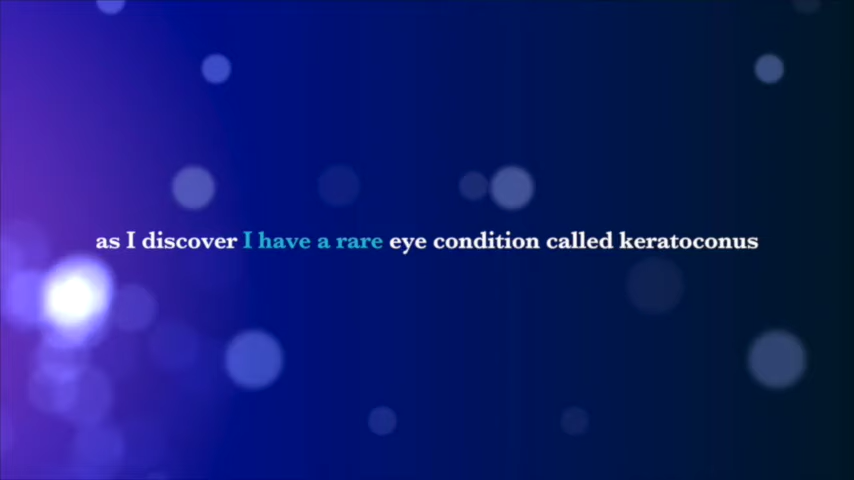 as I discover I have a rare eye condition called keratoconus